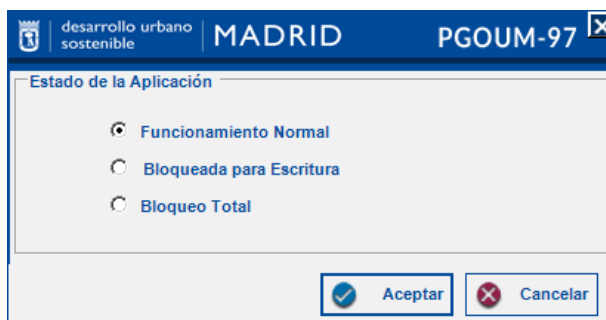 desarrollo urbano
sostenible
MADRID
PGOUM-97
Estado de la Aplicación
Funcionamiento Normal
Bloqueada para Escritura
Bloqueo Total
Aceptar
Cancelar